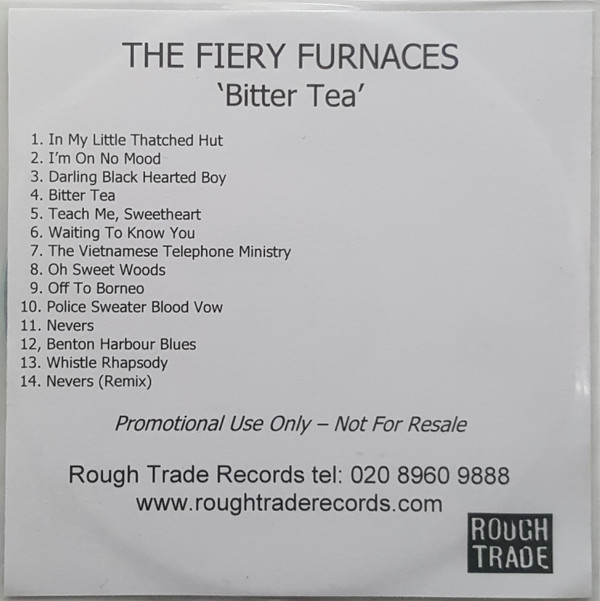 THE FIERY FURNACES
‘Bitter Tea’
1. In My Little Thatched Hut
2. I'm On No Mood
3. Darling Black Hearted Boy
4. Bitter Tea
5. Teach Me, Sweetheart
6. Waiting To Know You
7. The Vietnamese Telephone Ministry
8. Oh Sweet Woods
9. Off To Borneo
10. Police Sweater Blood Vow
11. Nevers
12, Benton Harbour Blues
13. Whistle Rhapsody
14. Nevers (Remix)
Promotional Use Only – Not For Resale
Rough Trade Records tel: 020 8960 9888
www.roughtraderecords.com
ROUGH
TRADE